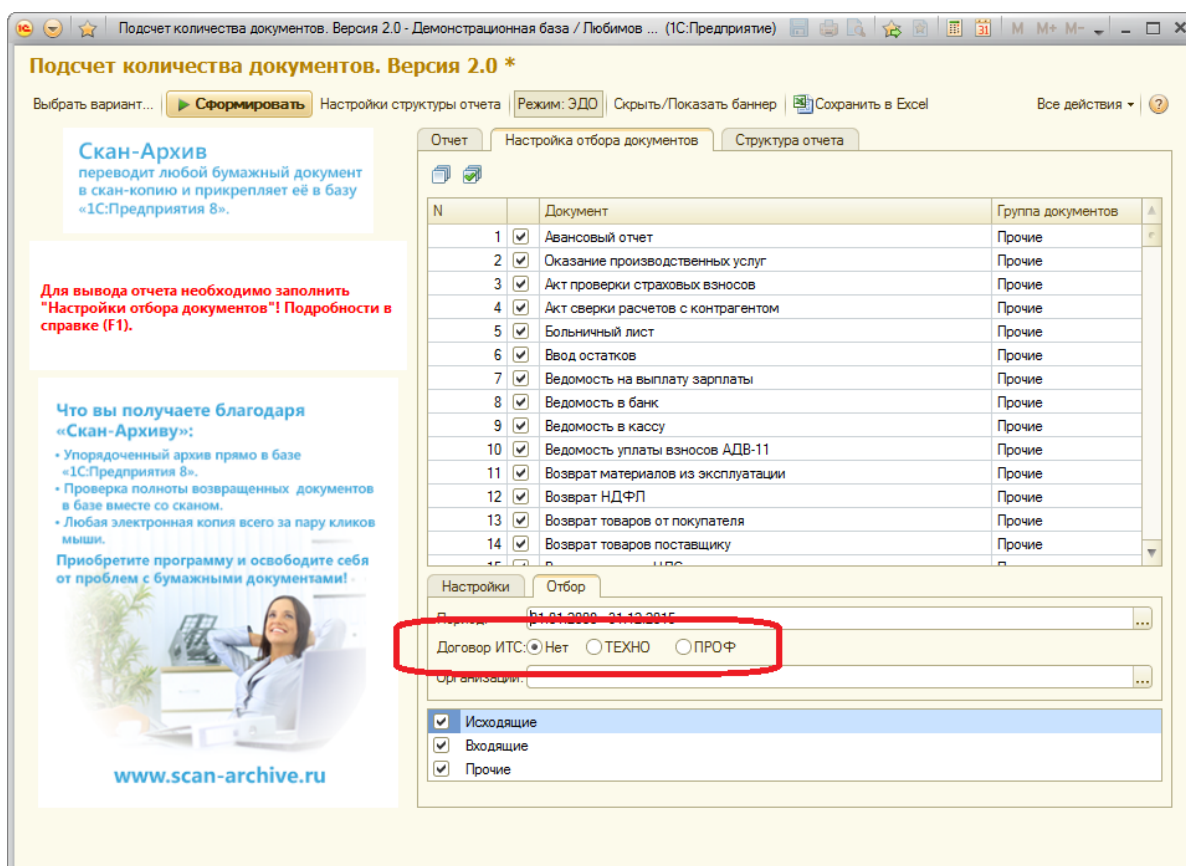 Подсчет количества документов. Версия 2.0 - Демонстрационная база / Любимов ... (1С:Предприятие) 31 M M+ M-
Подсчет количества документов. Версия 2.0 *
Выбрать вариант... Сформировать Настройки структуры отчета Режим: ЭДО Скрыть/Показать баннер Сохранить в Excel Все действия ?
Скан-Архив
переводит любой бумажный документ
в скан-копию и прикрепляет её в базу
«1С:Предприятия 8».
Для вывода отчета необходимо заполнить
"Настройки отбора документов"! Подробности в
справке (F1).
Что вы получаете благодаря
«Скан-Архиву»:
• Упорядоченный архив прямо в базе
«1С:Предприятия 8».
• Проверка полноты возвращенных документов
в базе вместе со сканом.
• Любая электронная копия всего за пару кликов
мыши.
Приобретите программу и освободите себя
от проблем с бумажными документами!
www.scan-archive.ru
Отчет Настройка отбора документов Структура отчета
N Документ Группа документов
1 Авансовый отчет Прочие
2 Оказание производственных услуг Прочие
3 Акт проверки страховых взносов Прочие
4 Акт сверки расчетов с контрагентом Прочие
5 Больничный лист Прочие
6 Ввод остатков Прочие
7 Ведомость на выплату зарплаты Прочие
8 Ведомость в банк Прочие
9 Ведомость в кассу Прочие
10 Ведомость уплаты взносов АДВ-11 Прочие
11 Возврат материалов из эксплуатации Прочие
12 Возврат НДФЛ Прочие
13 Возврат товаров от покупателя Прочие
14 Возврат товаров поставщику Прочие
Настройки Отбор
Период: 01.01.2000 - 31.12.2015
Договор ИТС: Нет ТЕХНО ПРОФ
Организации:
Исходящие
Входящие
Прочие